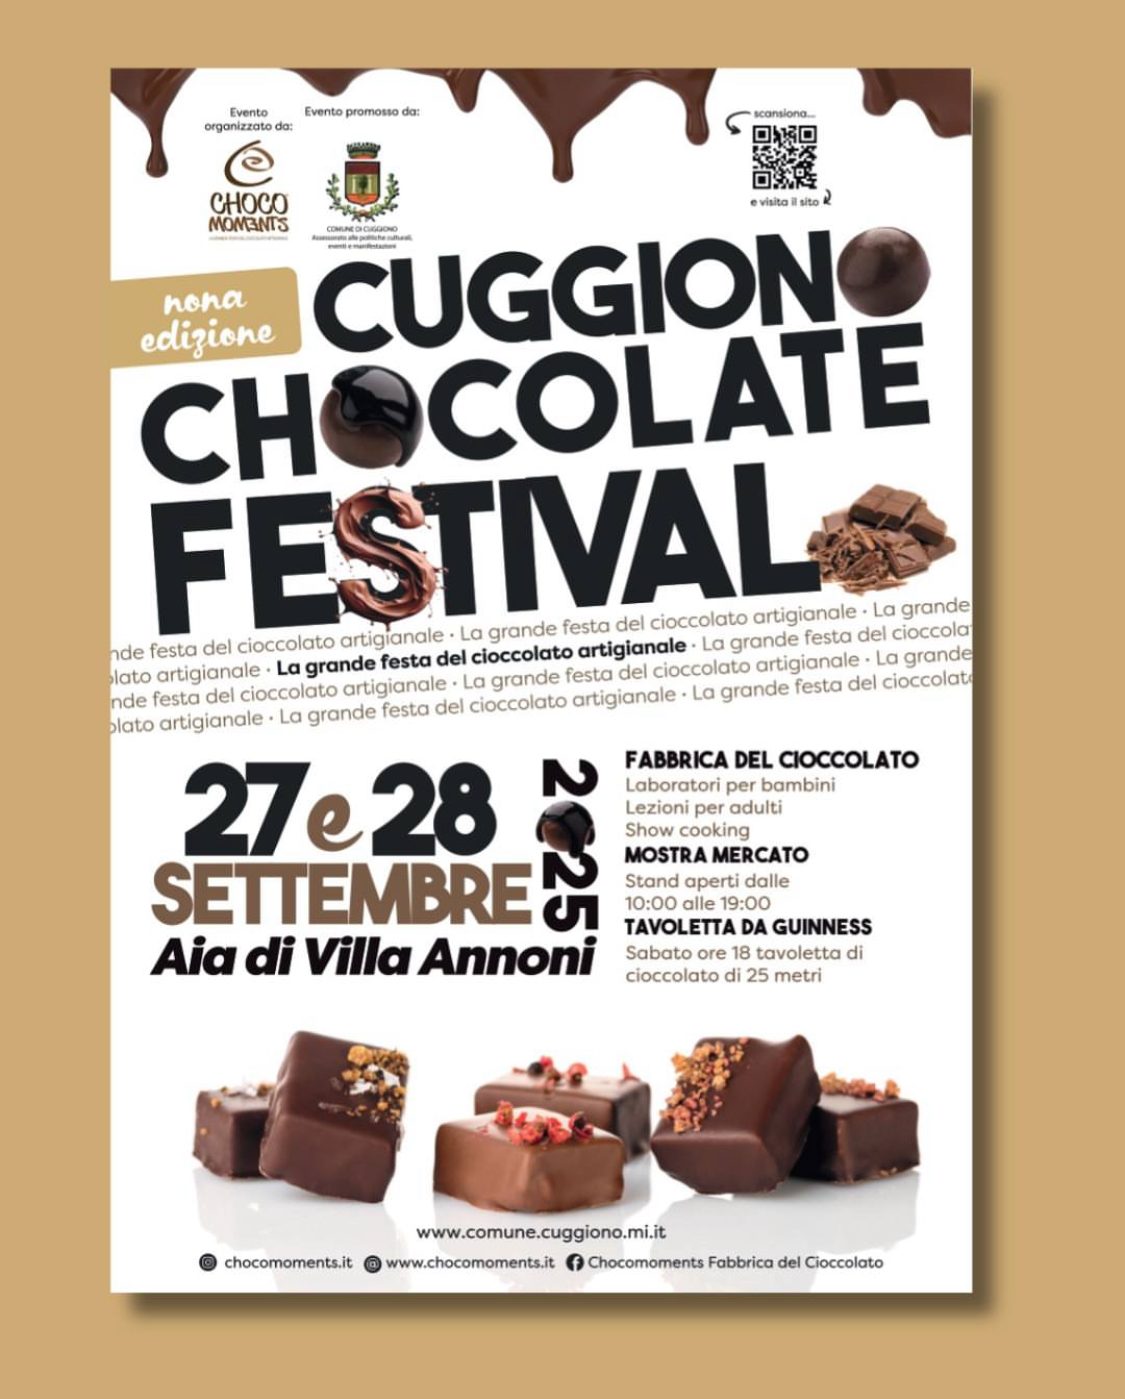 Evento
organizzato da:
Evento promosso da:
CHOCO
MOMENTS
COMUNE DI CUGGIONO
Assessorato alle politiche culturali,
eventi e manifestazioni
scansiona...
e visita il sito
nona
edizione
CUGGIONO
CHOCOLATE
FESTIVAL
nde festa del cioccolato artigianale · La grande festa del cioccolato artigianale · La grande
olato artigianale · La grande festa del cioccolato artigianale · La grande festa del cioccola
nde festa del cioccolato artigianale · La grande festa del cioccolato artigianale · La grande
olato artigianale · La grande festa del cioccolato artigianale · La grande festa del cioccolato
27 e 28
SETTEMBRE
2025
Aia di Villa Annoni
FABBRICA DEL CIOCCOLATO
Laboratori per bambini
Lezioni per adulti
Show cooking
MOSTRA MERCATO
Stand aperti dalle
10:00 alle 19:00
TAVOLETTA DA GUINNESS
Sabato ore 18 tavoletta di
cioccolato di 25 metri
www.comune.cuggiono.mi.it
chocomoments.it @ www.chocomoments.it f Chocomoments Fabbrica del Cioccolato